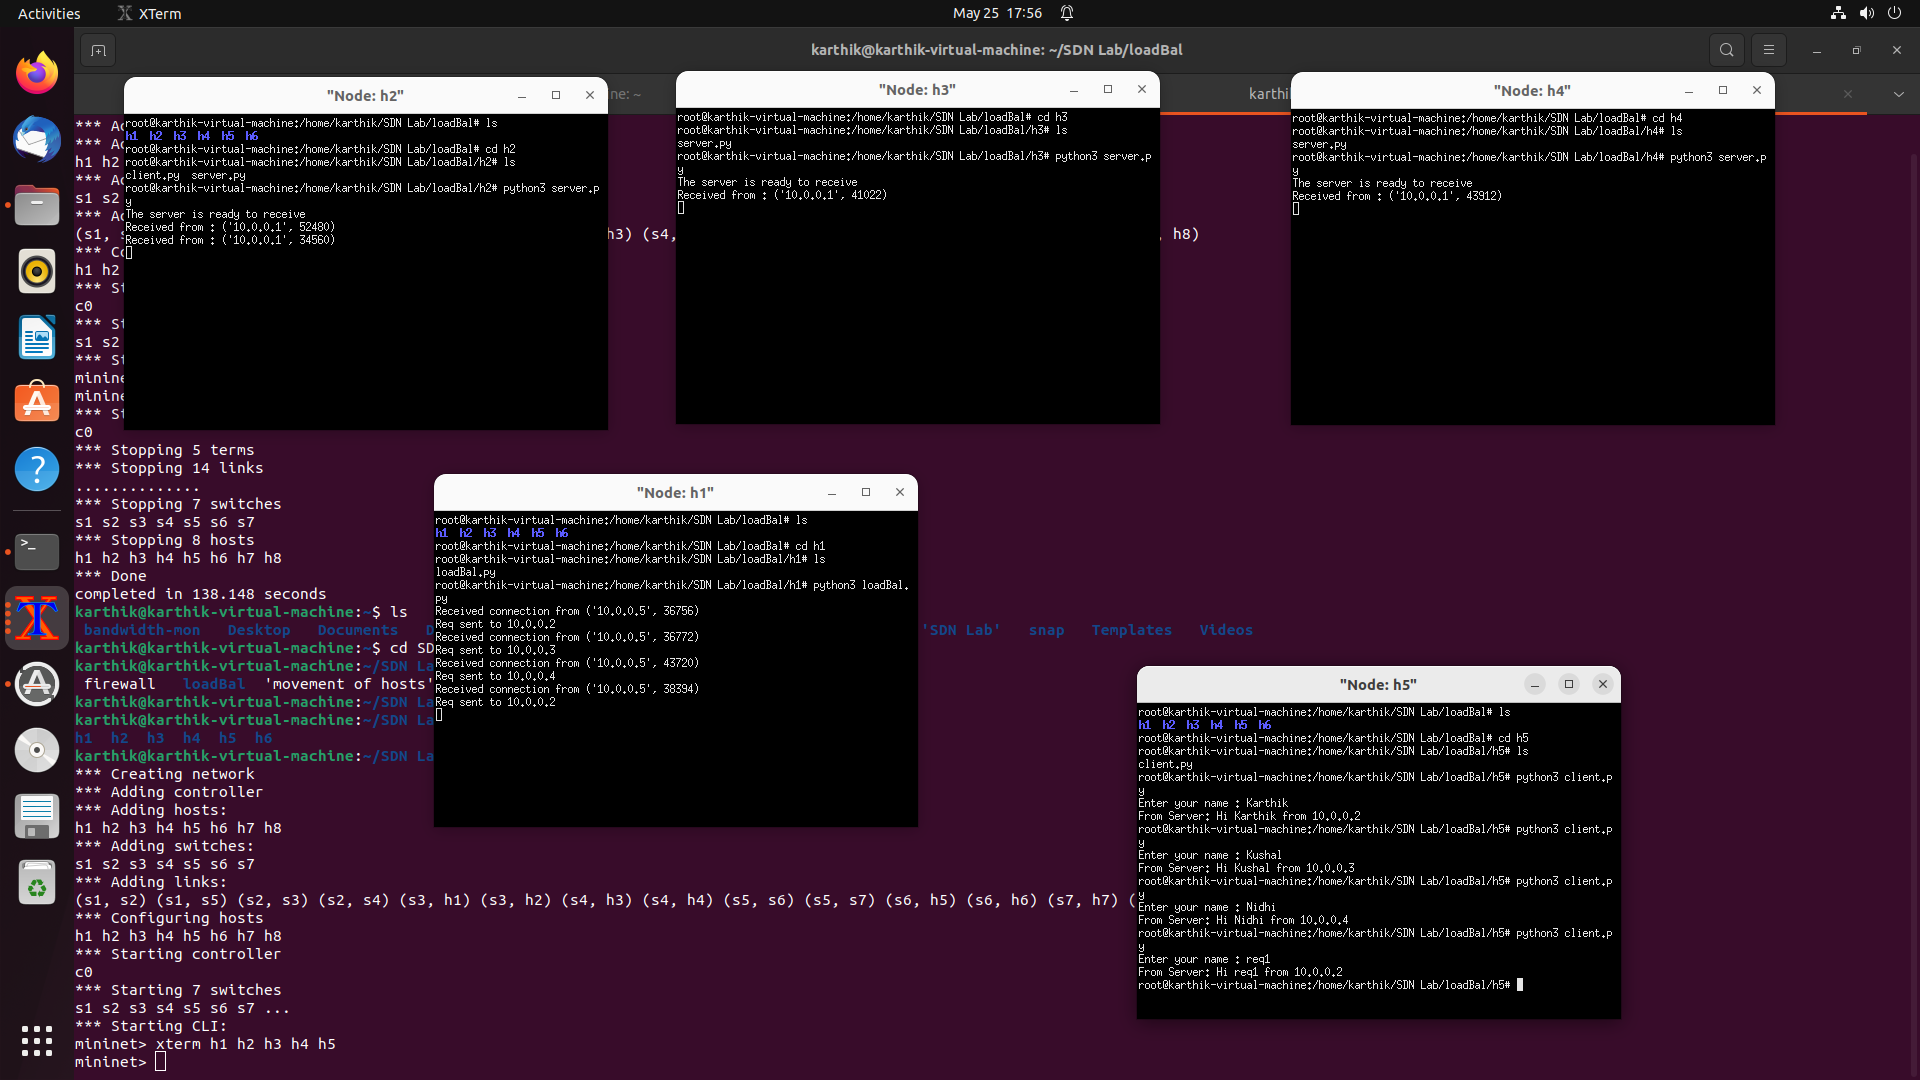 Activities
XTerm
May 25 17:56
karthik@karthik-virtual-machine: ~/SDN Lab/loadBal
ne: ~
karthi
"Node: h2"
root@karthik-virtual-machine:/home/karthik/SDN Lab/loadBal# ls
h1 h2 h3 h4 h5 h6
root@karthik-virtual-machine:/home/karthik/SDN Lab/loadBal# cd h2
root@karthik-virtual-machine:/home/karthik/SDN Lab/loadBal/h2# ls
client.py server.py
root@karthik-virtual-machine:/home/karthik/SDN Lab/loadBal/h2# python3 server.p
y
The server is ready to receive
Received from : ('10.0.0.1', 52480)
Received from : ('10.0.0.1', 34560)
"Node: h3"
root@karthik-virtual-machine:/home/karthik/SDN Lab/loadBal# cd h3
root@karthik-virtual-machine:/home/karthik/SDN Lab/loadBal/h3# ls
server.py
root@karthik-virtual-machine:/home/karthik/SDN Lab/loadBal/h3# python3 server.p
y
The server is ready to receive
Received from : ('10.0.0.1', 41022)
"Node: h4"
root@karthik-virtual-machine:/home/karthik/SDN Lab/loadBal# cd h4
root@karthik-virtual-machine:/home/karthik/SDN Lab/loadBal/h4# ls
server.py
root@karthik-virtual-machine:/home/karthik/SDN Lab/loadBal/h4# python3 server.p
y
The server is ready to receive
Received from : ('10.0.0.1', 43912)
*** Ad
*** A
h1 h2
*** A
s1 s2
*** A
(s1, s h3) (s4, , h8)
*** Co
h1 h2
*** St
c0
*** St
s1 s2
*** St
minine
minine
*** St
c0
*** Stopping 5 terms
*** Stopping 14 links
..............
*** Stopping 7 switches
s1 s2 s3 s4 s5 s6 s7
*** Stopping 8 hosts
h1 h2 h3 h4 h5 h6 h7 h8
*** Done
completed in 138.148 seconds
karthik@karthik-virtual-machine:~$ ls
bandwidth-mon Desktop Documents D 'SDN Lab' snap Templates Videos
karthik@karthik-virtual-machine:~$ cd SD
karthik@karthik-virtual-machine:~/SDN La
firewall loadBal 'movement of hosts'
karthik@karthik-virtual-machine:~/SDN La
karthik@karthik-virtual-machine:~/SDN La
h1 h2 h3 h4 h5 h6
karthik@karthik-virtual-machine:~/SDN La
*** Creating network
*** Adding controller
*** Adding hosts:
h1 h2 h3 h4 h5 h6 h7 h8
*** Adding switches:
s1 s2 s3 s4 s5 s6 s7
*** Adding links:
(s1, s2) (s1, s5) (s2, s3) (s2, s4) (s3, h1) (s3, h2) (s4, h3) (s4, h4) (s5, s6) (s5, s7) (s6, h5) (s6, h6) (s7, h7) (
*** Configuring hosts
h1 h2 h3 h4 h5 h6 h7 h8
*** Starting controller
c0
*** Starting 7 switches
s1 s2 s3 s4 s5 s6 s7 ...
*** Starting CLI:
mininet> xterm h1 h2 h3 h4 h5
mininet>
"Node: h1"
root@karthik-virtual-machine:/home/karthik/SDN Lab/loadBal# ls
h1 h2 h3 h4 h5 h6
root@karthik-virtual-machine:/home/karthik/SDN Lab/loadBal# cd h1
root@karthik-virtual-machine:/home/karthik/SDN Lab/loadBal/h1# ls
loadBal.py
root@karthik-virtual-machine:/home/karthik/SDN Lab/loadBal/h1# python3 loadBal.
py
Received connection from ('10.0.0.5', 36756)
Req sent to 10.0.0.2
Received connection from ('10.0.0.5', 36772)
Req sent to 10.0.0.3
Received connection from ('10.0.0.5', 43720)
Req sent to 10.0.0.4
Received connection from ('10.0.0.5', 38394)
Req sent to 10.0.0.2
"Node: h5"
root@karthik-virtual-machine:/home/karthik/SDN Lab/loadBal# ls
h1 h2 h3 h4 h5 h6
root@karthik-virtual-machine:/home/karthik/SDN Lab/loadBal# cd h5
root@karthik-virtual-machine:/home/karthik/SDN Lab/loadBal/h5# ls
client.py
root@karthik-virtual-machine:/home/karthik/SDN Lab/loadBal/h5# python3 client.p
y
Enter your name : Karthik
From Server: Hi Karthik from 10.0.0.2
root@karthik-virtual-machine:/home/karthik/SDN Lab/loadBal/h5# python3 client.p
y
Enter your name : Kushal
From Server: Hi Kushal from 10.0.0.3
root@karthik-virtual-machine:/home/karthik/SDN Lab/loadBal/h5# python3 client.p
y
Enter your name : Nidhi
From Server: Hi Nidhi from 10.0.0.4
root@karthik-virtual-machine:/home/karthik/SDN Lab/loadBal/h5# python3 client.p
y
Enter your name : req1
From Server: Hi req1 from 10.0.0.2
root@karthik-virtual-machine:/home/karthik/SDN Lab/loadBal/h5#